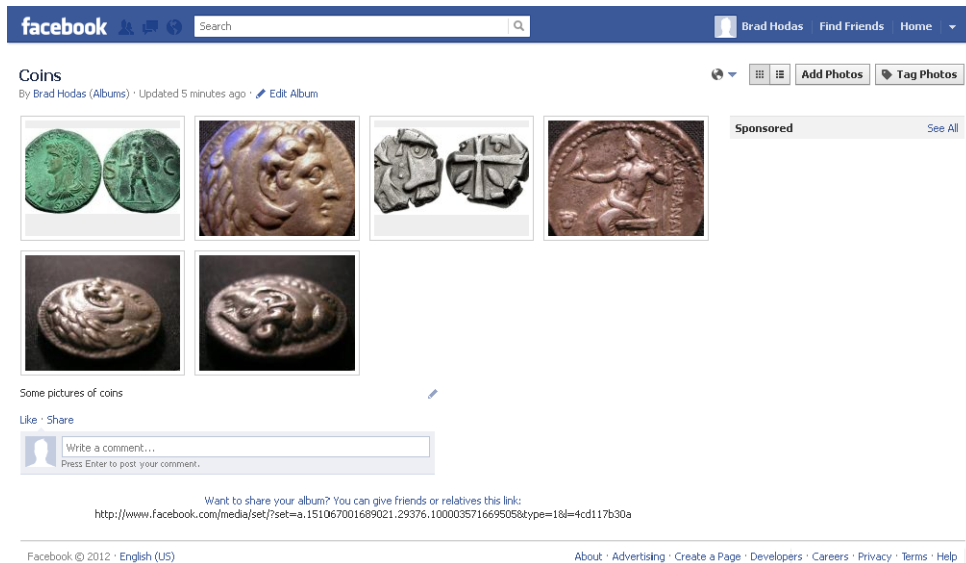 facebook
Search
Brad Hodas
Find Friends
Home
Coins
By Brad Hodas (Albums) · Updated 5 minutes ago · Edit Album
Add Photos
Tag Photos
Sponsored
See All
S C
Some pictures of coins
Like · Share
Write a comment...
Press Enter to post your comment.
Want to share your album? You can give friends or relatives this link:
http://www.facebook.com/media/set/?set=a.151067001689021.29376.100003571669505&type=1&l=4cd117b30a
Facebook © 2012 · English (US)
About · Advertising · Create a Page · Developers · Careers · Privacy · Terms · Help